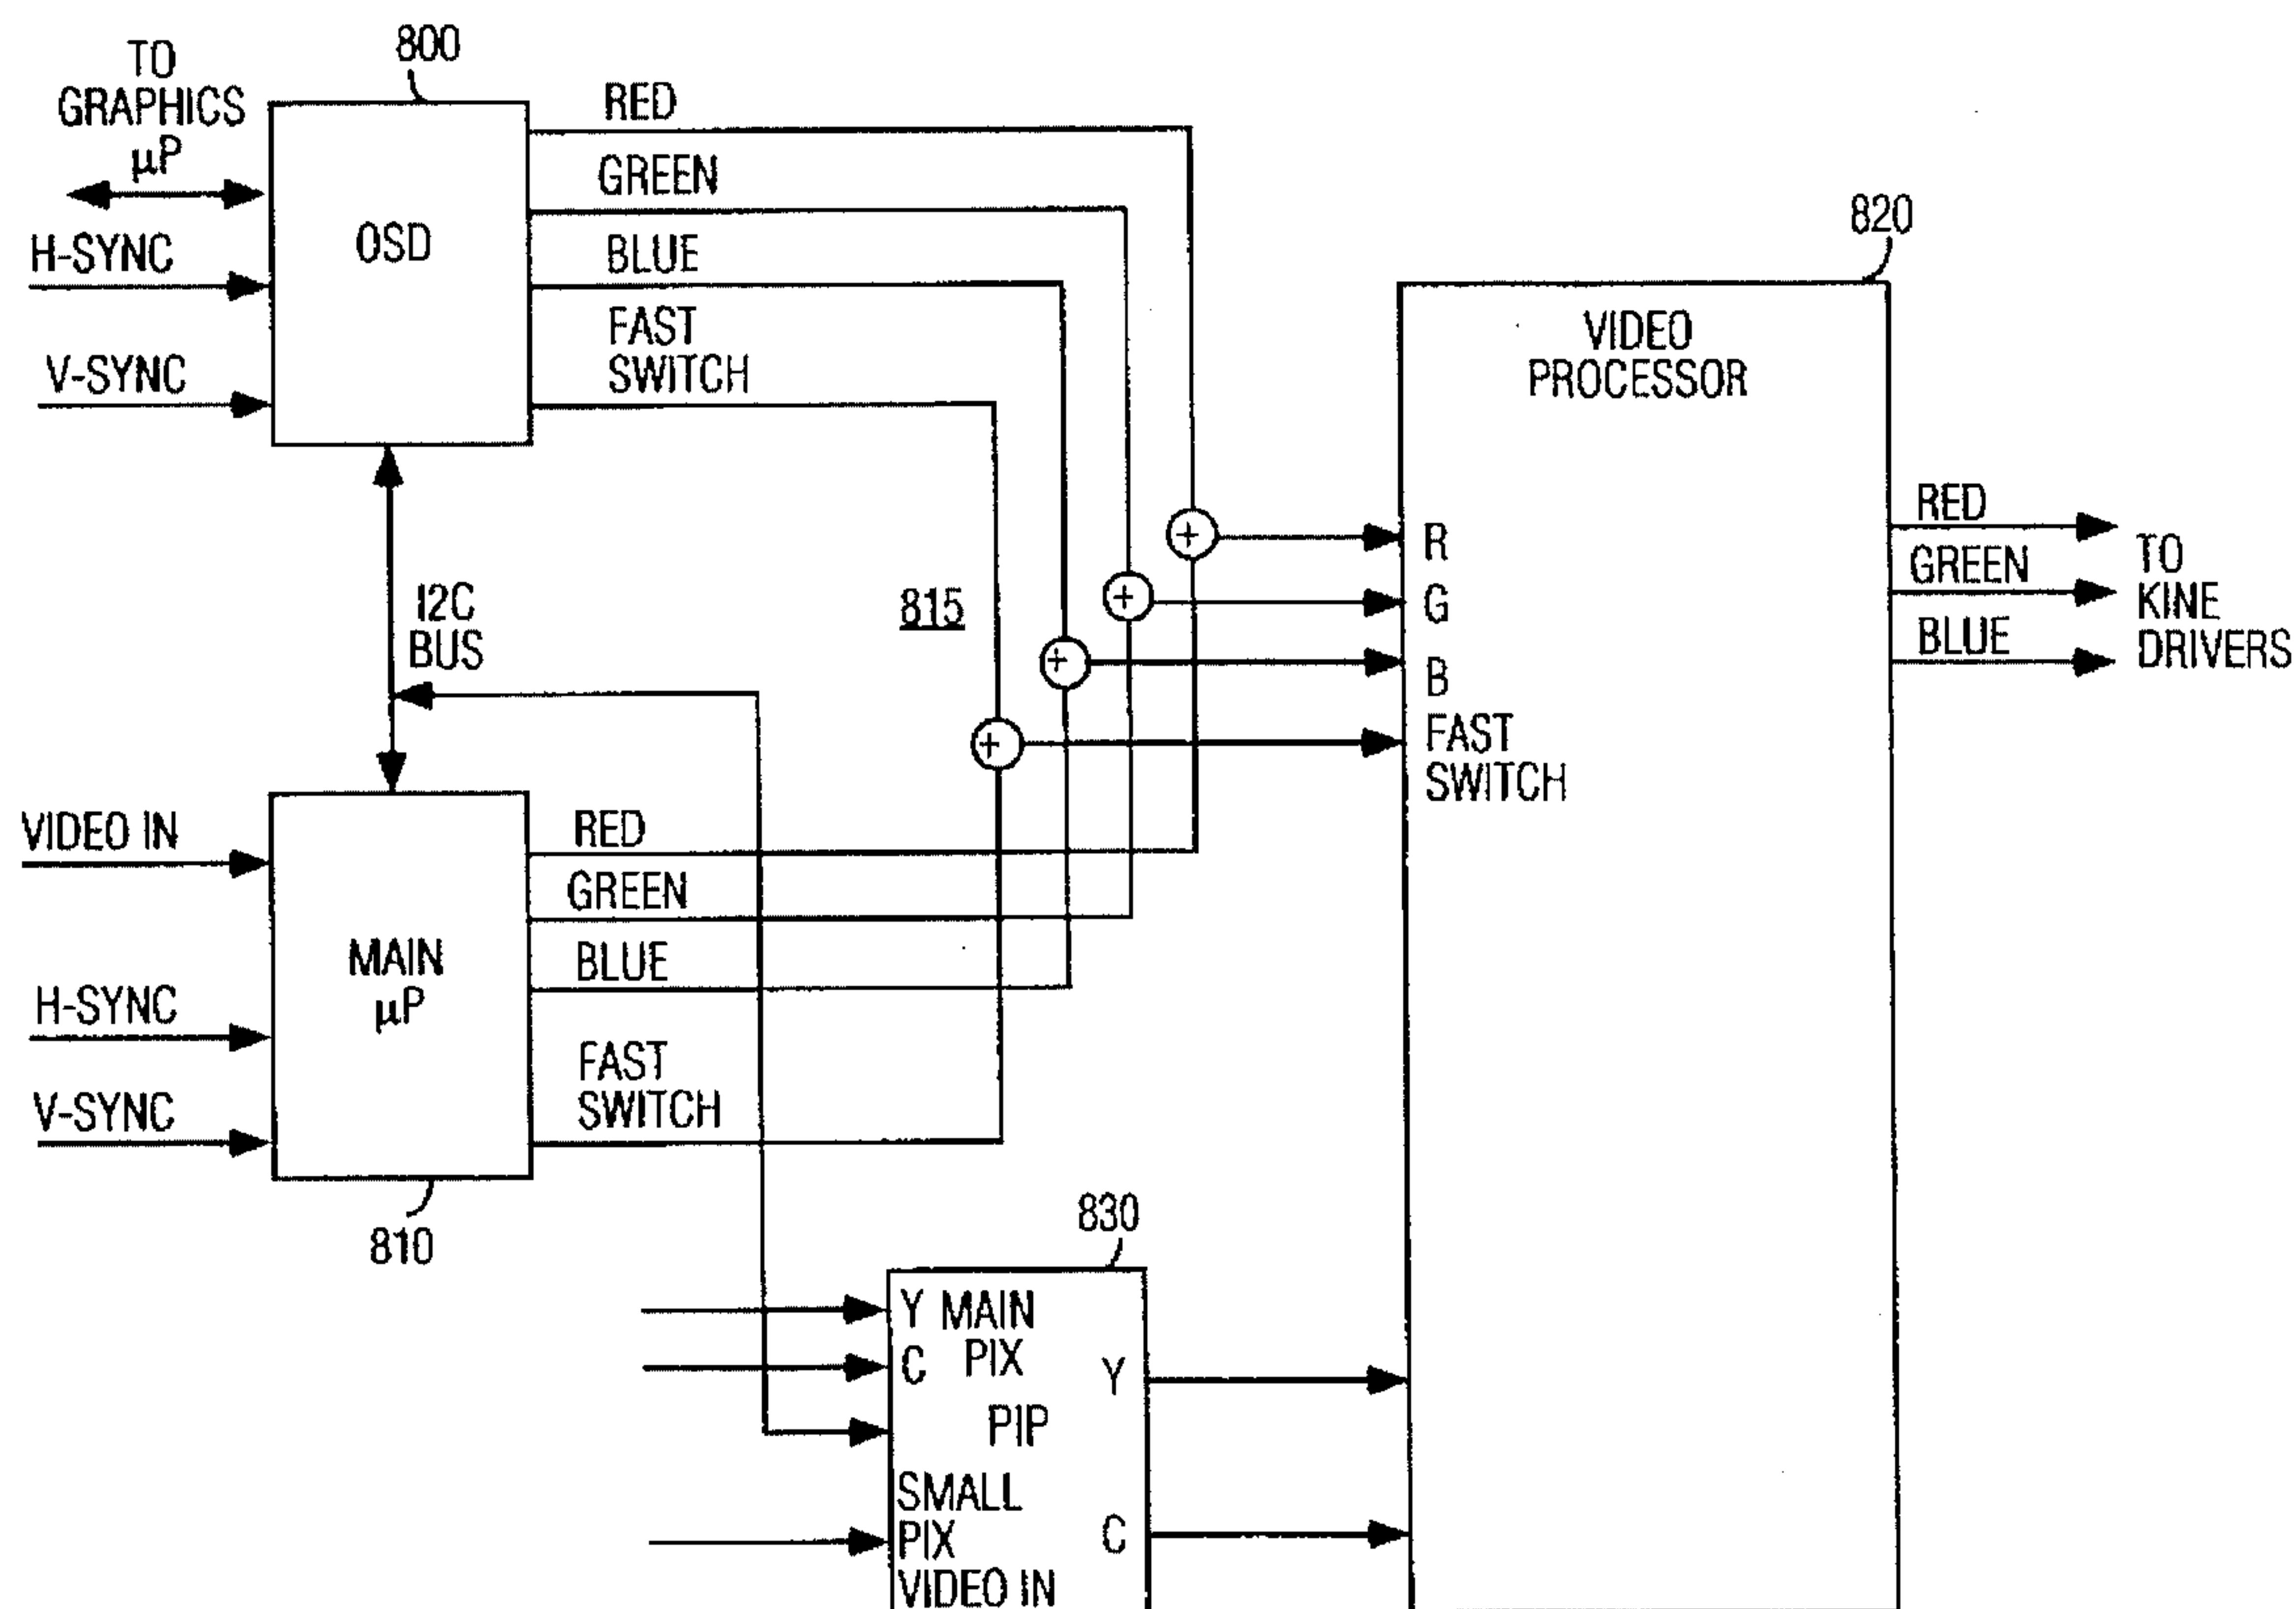 TO
GRAPHICS
μP
800
H-SYNC
OSD
V-SYNC
RED
GREEN
BLUE
FAST
SWITCH
820
VIDEO
PROCESSOR
I2C
BUS
815
+
+
+
+
R
G
B
FAST
SWITCH
RED
GREEN
BLUE
TO
KINE
DRIVERS
VIDEO IN
H-SYNC
V-SYNC
MAIN
μP
810
RED
GREEN
BLUE
FAST
SWITCH
830
Y MAIN
C PIX Y
PIP
SMALL
PIX C
VIDEO IN